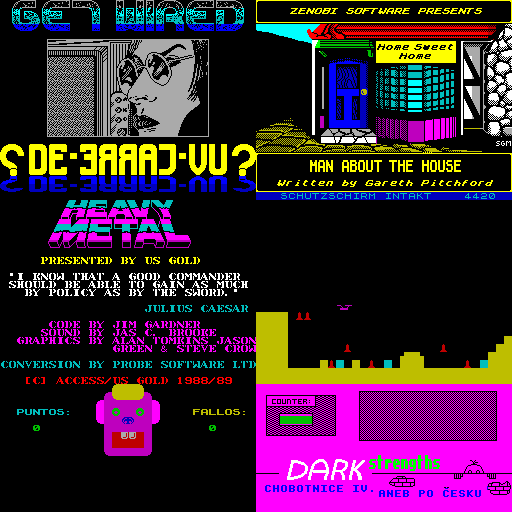 GET WIRED
?DE-CARRE-VU?
ZENOBI SOFTWARE PRESENTS
Home Sweet
Home
SGM
MAN ABOUT THE HOUSE
Written by Gareth Pitchford
SCHUTZSCHIRM INTAKT 4420
HEAVY
METAL
PRESENTED BY US GOLD
"I KNOW THAT A GOOD COMMANDER
SHOULD BE ABLE TO GAIN AS MUCH
BY POLICY AS BY THE SWORD."
JULIUS CAESAR
CODE BY JIM GARDNER
SOUND BY JAS C. BROOKE
GRAPHICS BY ALAN TOMKINS JASON
GREEN & STEVE CROW
CONVERSION BY PROBE SOFTWARE LTD
[C] ACCESS/US GOLD 1988/89
PUNTOS: FALLOS:
0 0
COUNTER:
DARK strengths
CHOBOTNICE IV. ANEB PO ČESKU